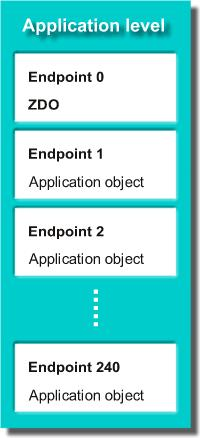 Application level
Endpoint 0
ZDO
Endpoint 1
Application object
Endpoint 2
Application object
Endpoint 240
Application object